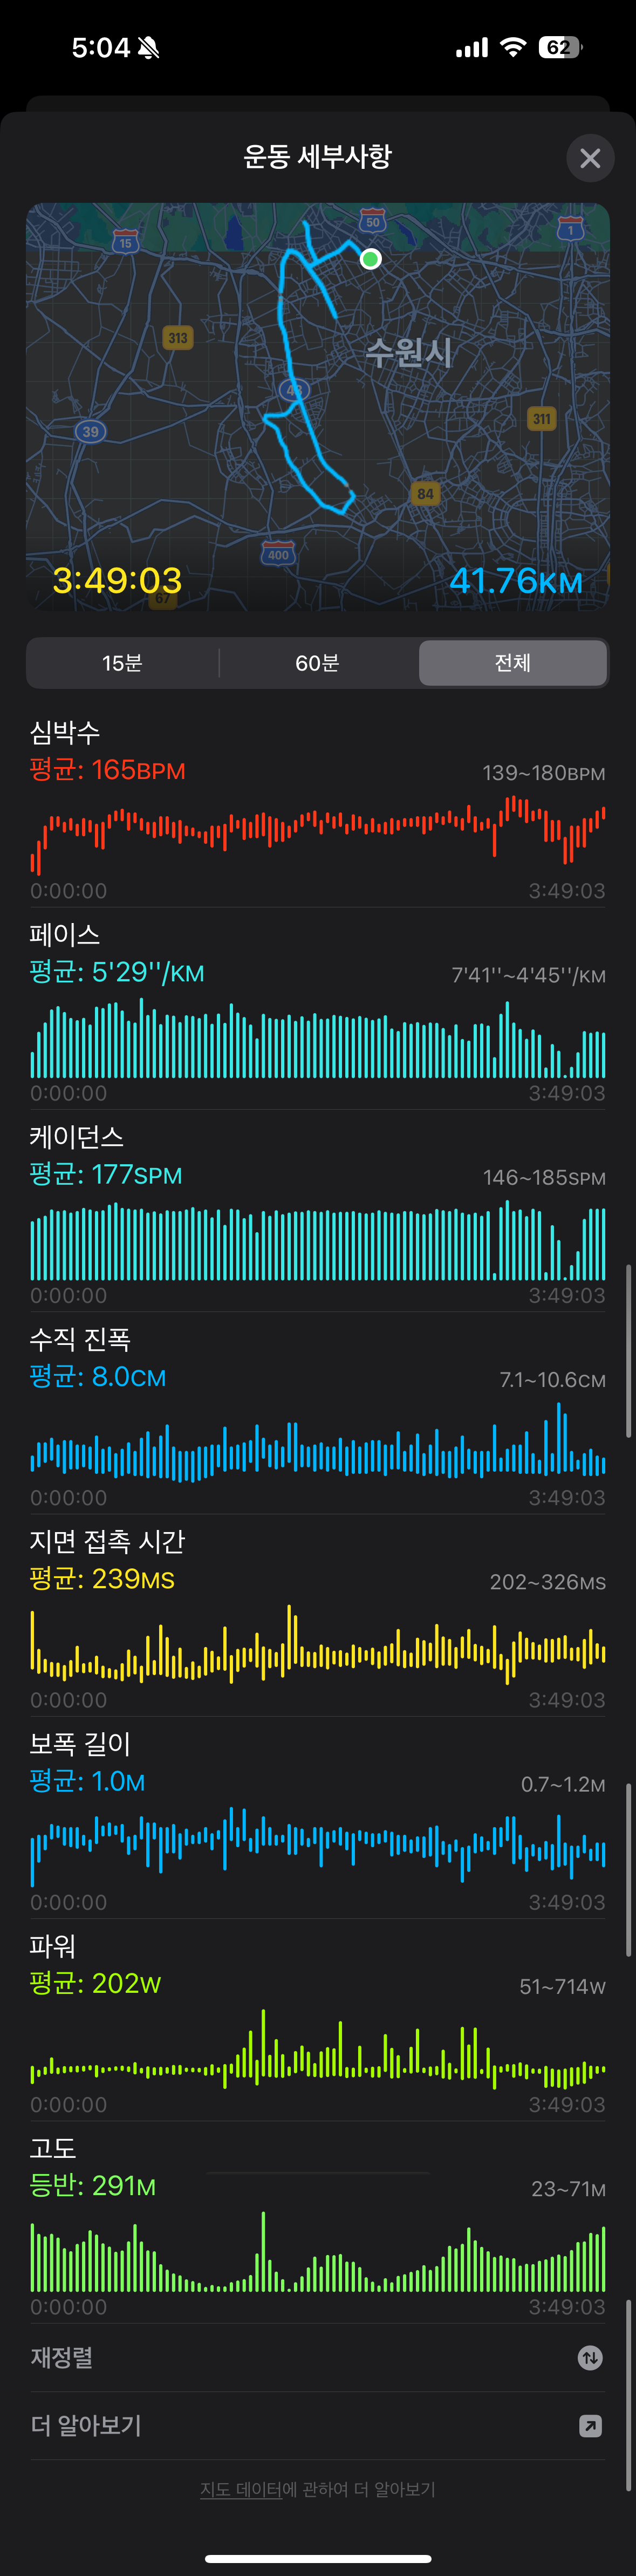 5:04
62
운동 세부사항
15
50
1
313
수원시
43
39
311
84
400
67
3:49:03
41.76KM
15분
60분
전체
심박수
평균: 165BPM
139~180BPM
0:00:00
3:49:03
페이스
평균: 5'29''/KM
7'41''~4'45''/KM
0:00:00
3:49:03
케이던스
평균: 177SPM
146~185SPM
0:00:00
3:49:03
수직 진폭
평균: 8.0CM
7.1~10.6CM
0:00:00
3:49:03
지면 접촉 시간
평균: 239MS
202~326MS
0:00:00
3:49:03
보폭 길이
평균: 1.0M
0.7~1.2M
0:00:00
3:49:03
파워
평균: 202W
51~714W
0:00:00
3:49:03
고도
등반: 291M
23~71M
0:00:00
3:49:03
재정렬
더 알아보기
지도 데이터에 관하여 더 알아보기